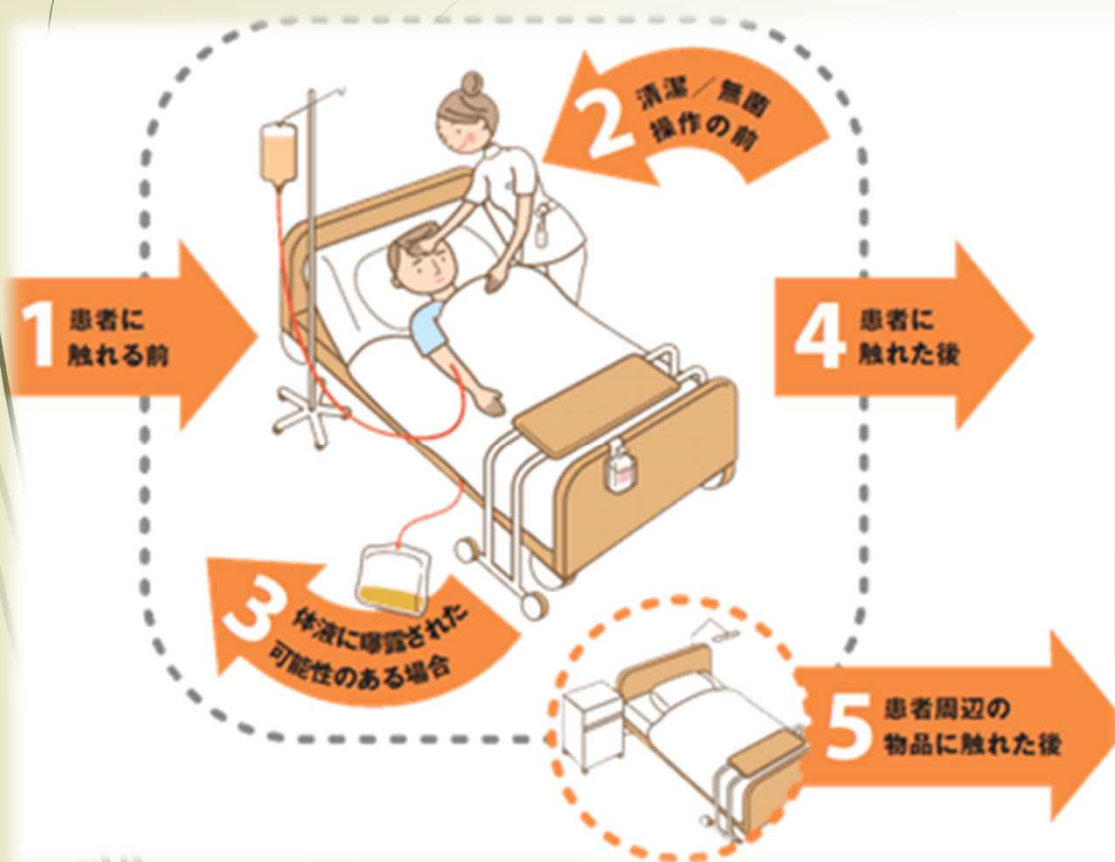 1 患者に
触れる前
2 清潔／無菌
操作の前
3 体液に曝露された
可能性のある場合
4 患者に
触れた後
5 患者周辺の
物品に触れた後